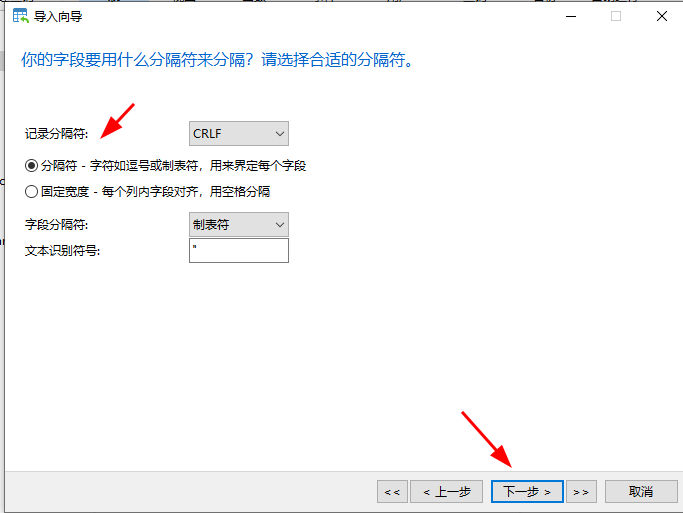 导入向导
你的字段要用什么分隔符来分隔？请选择合适的分隔符。
记录分隔符: CRLF
分隔符 - 字符如逗号或制表符，用来界定每个字段
固定宽度 - 每个列内字段对齐，用空格分隔
字段分隔符: 制表符
文本识别符号: "
<< < 上一步 下一步 > >> 取消